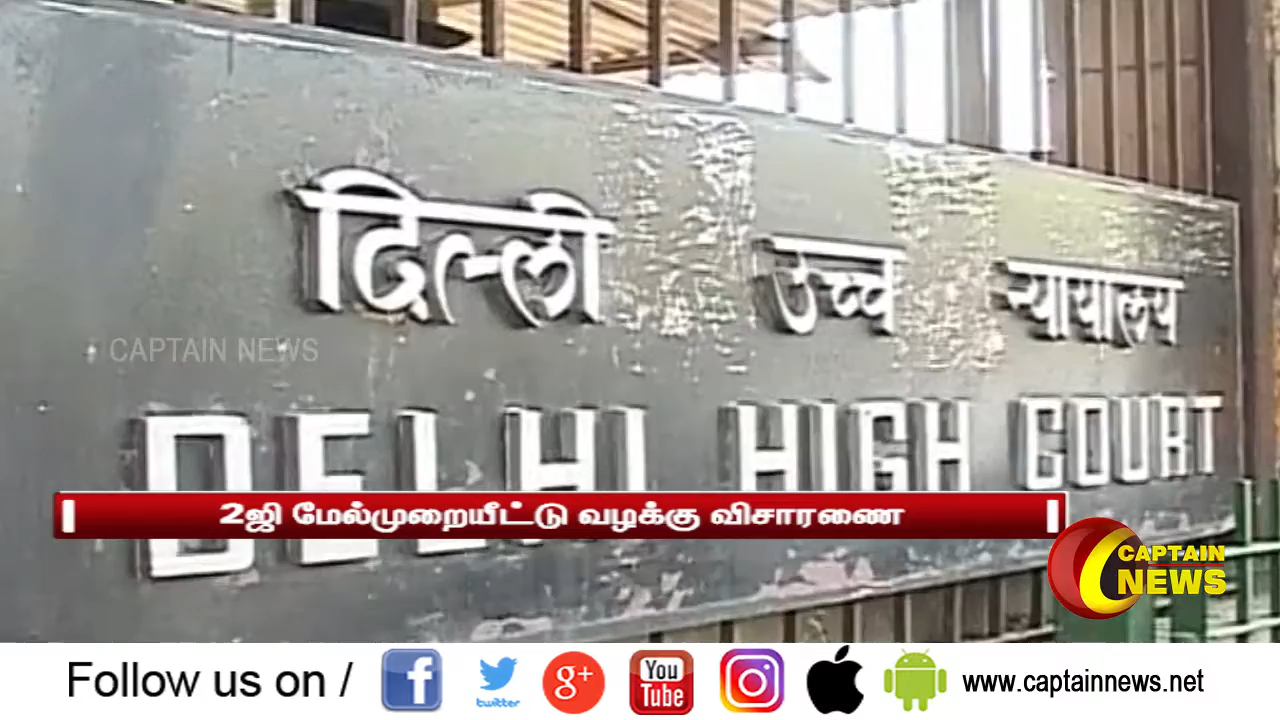 दिल्ली उच्च न्यायालय
CAPTAIN NEWS
DELHI HIGH COURT
2ஜி மேல்முறையீட்டு வழக்கு விசாரணை
CAPTAIN
NEWS
Follow us on /
twitter
g+
You
Tube
www.captainnews.net